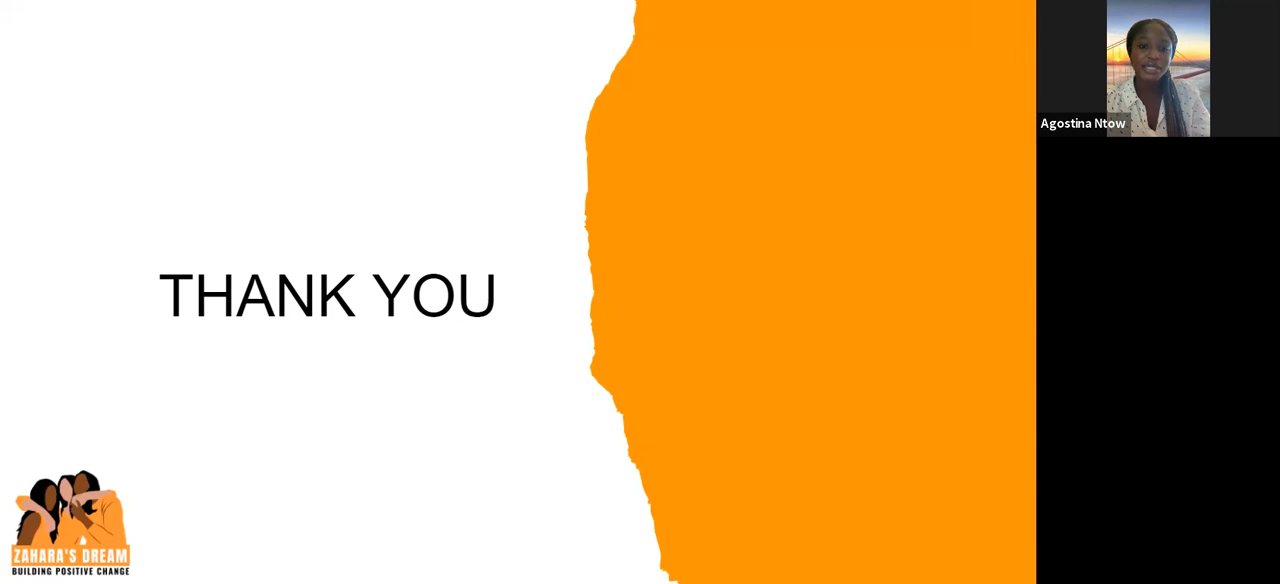 THANK YOU
Agostina Ntow
ZAHARA'S DREAM
BUILDING POSITIVE CHANGE